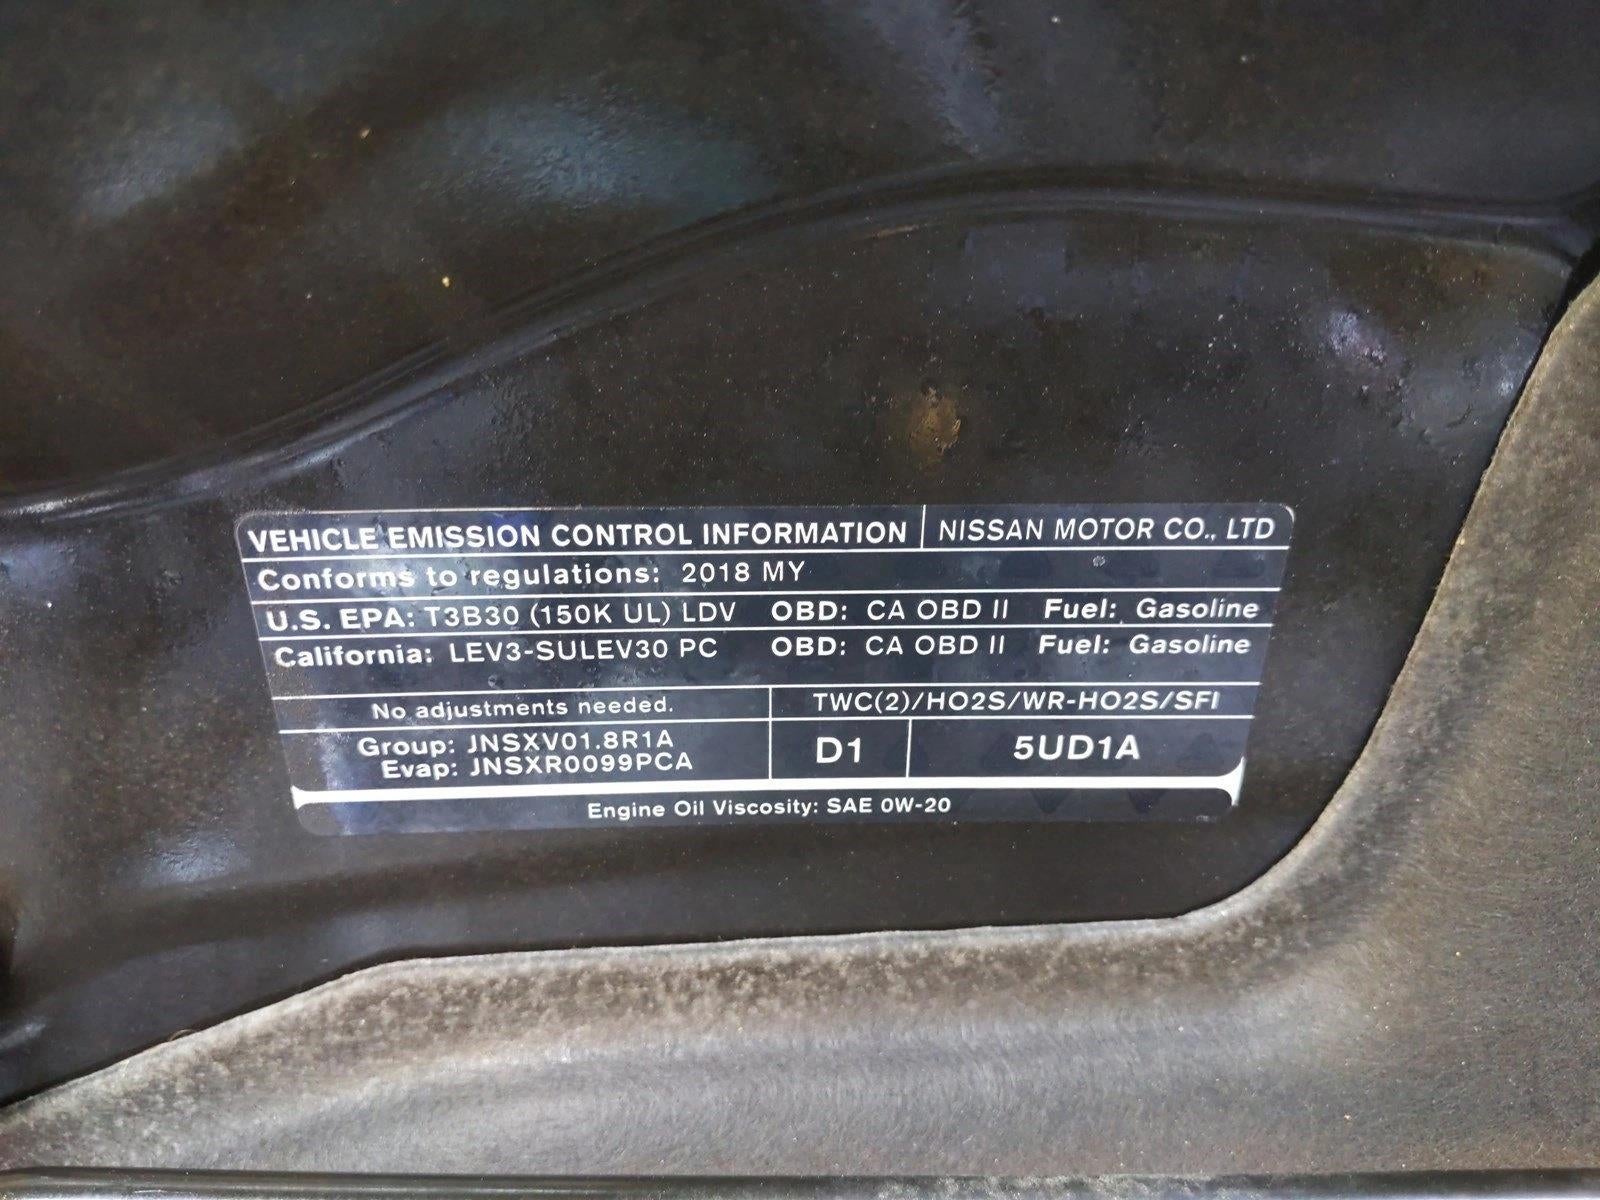 VEHICLE EMISSION CONTROL INFORMATION NISSAN MOTOR CO., LTD
Conforms to regulations: 2018 MY
U.S. EPA: T3B30 (150K UL) LDV OBD: CA OBD II Fuel: Gasoline
California: LEV3-SULEV30 PC OBD: CA OBD II Fuel: Gasoline
No adjustments needed. TWC(2)/HO2S/WR-HO2S/SFI
Group: JNSXV01.8R1A
Evap: JNSXR0099PCA
D1 5UD1A
Engine Oil Viscosity: SAE 0W-20